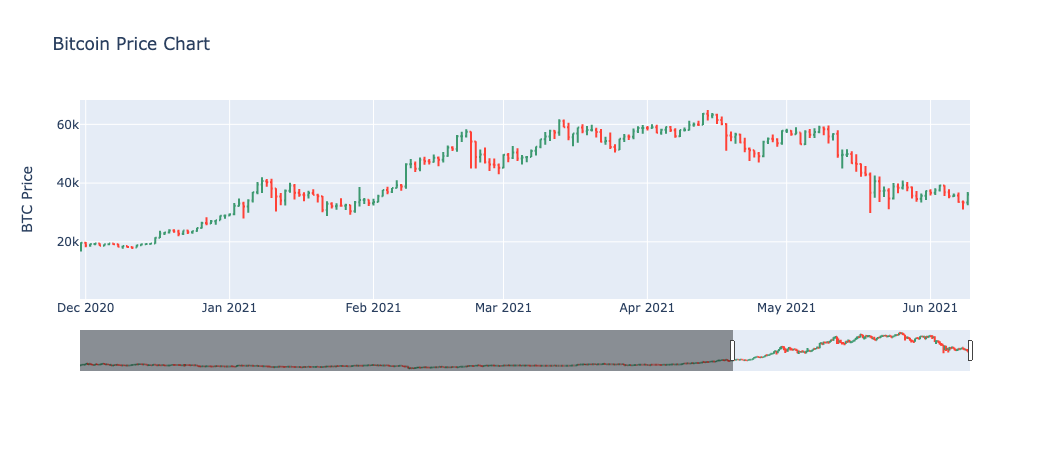 Bitcoin Price Chart
BTC Price
60k
40k
20k
Dec 2020 Jan 2021 Feb 2021 Mar 2021 Apr 2021 May 2021 Jun 2021